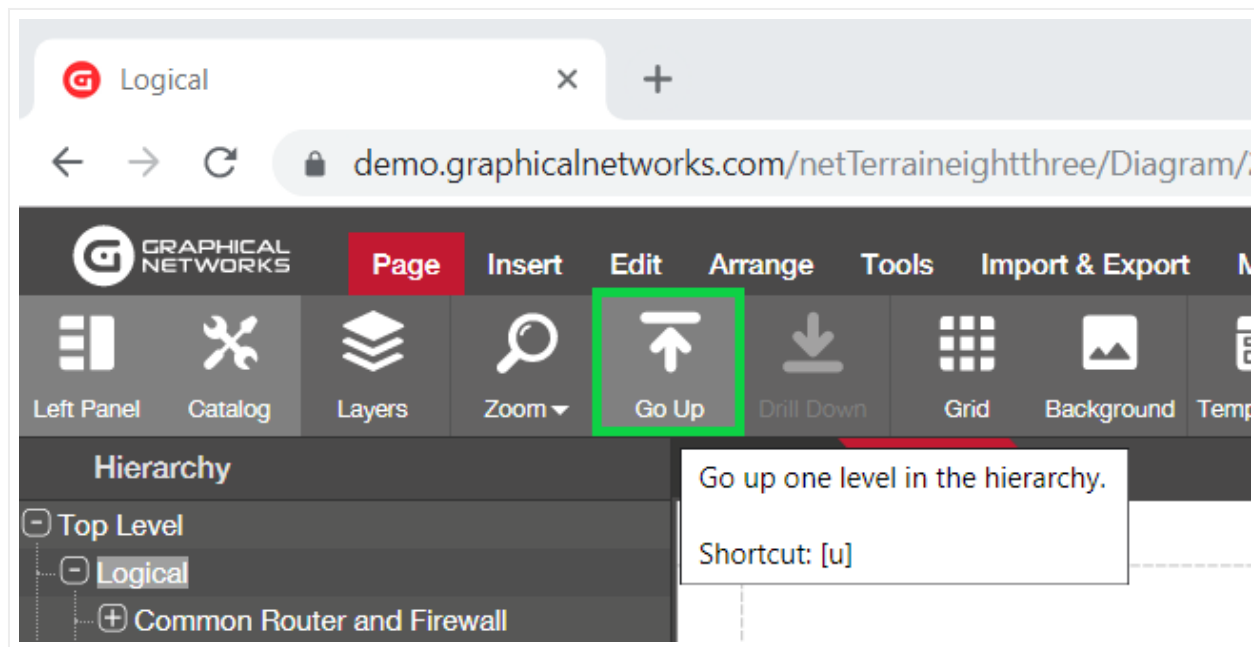 Logical
demo.graphicalnetworks.com/netTerraineightthree/Diagram/
GRAPHICAL
NETWORKS
Page Insert Edit Arrange Tools Import & Export
Left Panel Catalog Layers Zoom Go Up Drill Down Grid Background
Hierarchy
Go up one level in the hierarchy.
Top Level
Shortcut: [u]
Logical
Common Router and Firewall